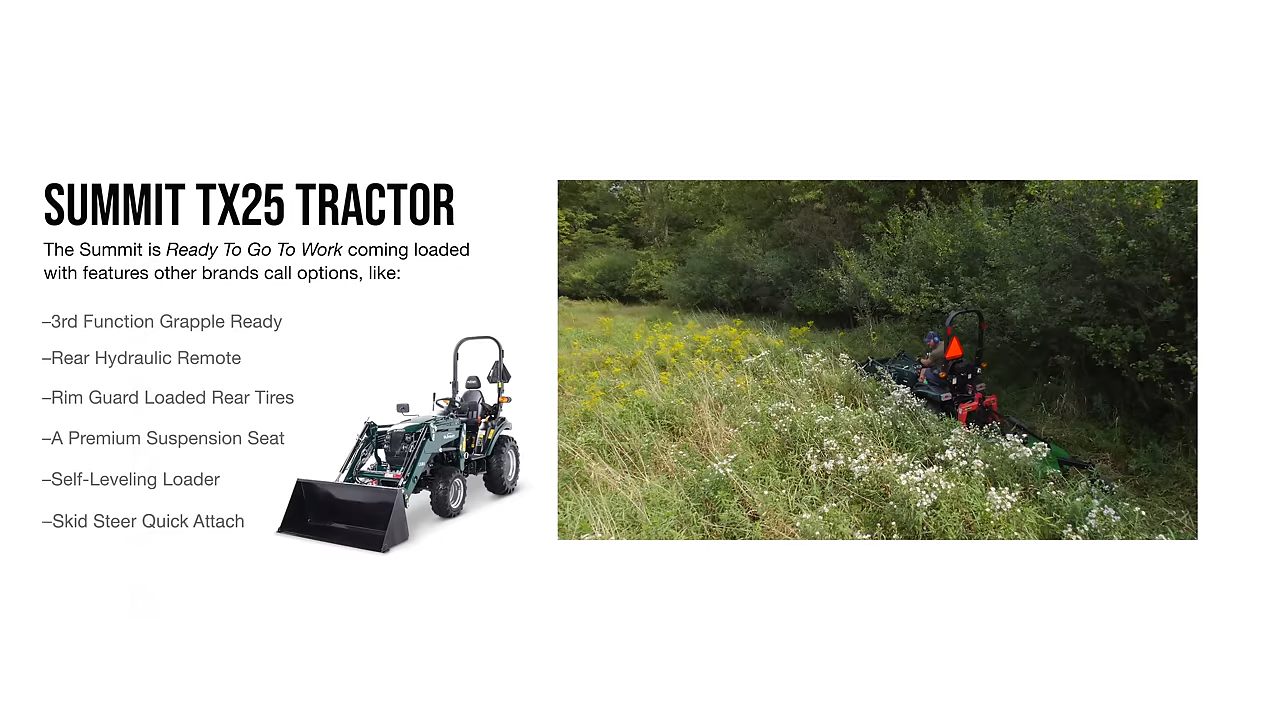 SUMMIT TX25 TRACTOR
The Summit is Ready To Go To Work coming loaded
with features other brands call options, like:
–3rd Function Grapple Ready
–Rear Hydraulic Remote
–Rim Guard Loaded Rear Tires
–A Premium Suspension Seat
–Self-Leveling Loader
–Skid Steer Quick Attach